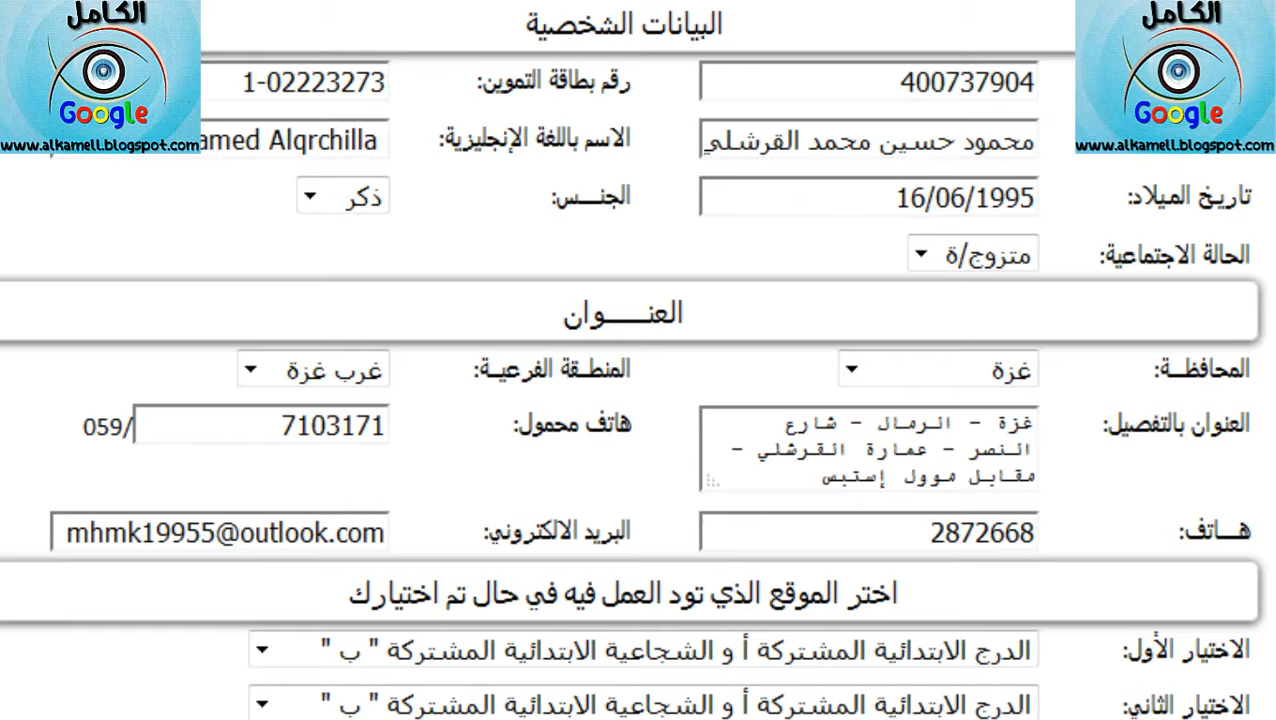 الكامل
Google
www.alkamell.blogspot.com
الكامل
Google
www.alkamell.blogspot.com
البيانات الشخصية
400737904
رقم بطاقة التموين: 1-02223273
محمود حسين محمد القرشلي
الاسم باللغة الإنجليزية: amed Alqrchilla
تاريخ الميلاد: 16/06/1995
الجنــس: ذكر
الحالة الاجتماعية: متزوج/ة
العنــــوان
المحافظــة: غزة
المنطـقة الفرعيـة: غرب غزة
العنوان بالتفصيل: غزة - الرمال - شارع
النصر - عمارة القرشلي -
مقابل موول إستبس
هاتف محمول: 059/ 7103171
هـــاتف: 2872668
البريد الالكتروني: mhmk19955@outlook.com
اختر الموقع الذي تود العمل فيه في حال تم اختيارك
الاختيار الأول: الدرج الابتدائية المشتركة أ و الشجاعية الابتدائية المشتركة " ب "
الاختيار الثاني: الدرج الابتدائية المشتركة أ و الشجاعية الابتدائية المشتركة " ب "